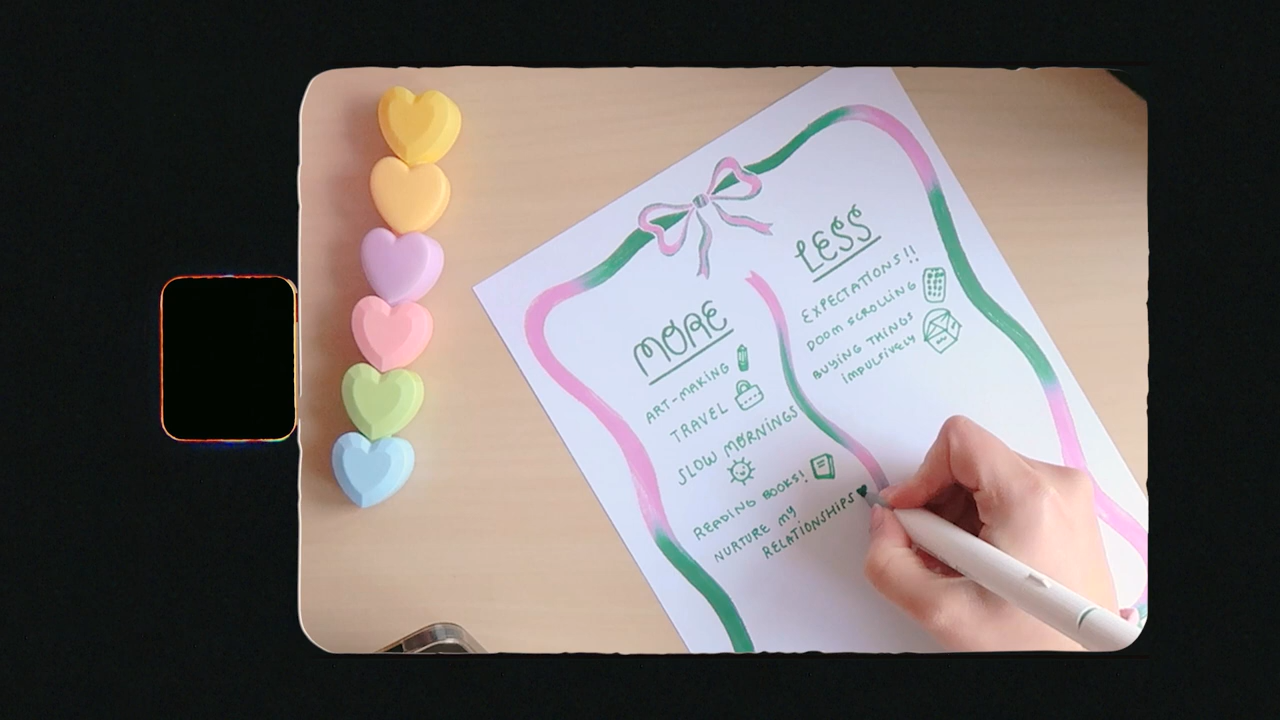 MORE
ART-MAKING
TRAVEL
SLOW MORNINGS
READING BOOKS!
NURTURE MY
RELATIONSHIPS
LESS
EXPECTATIONS!!
DOOM SCROLLING
BUYING THINGS
IMPULSIVELY